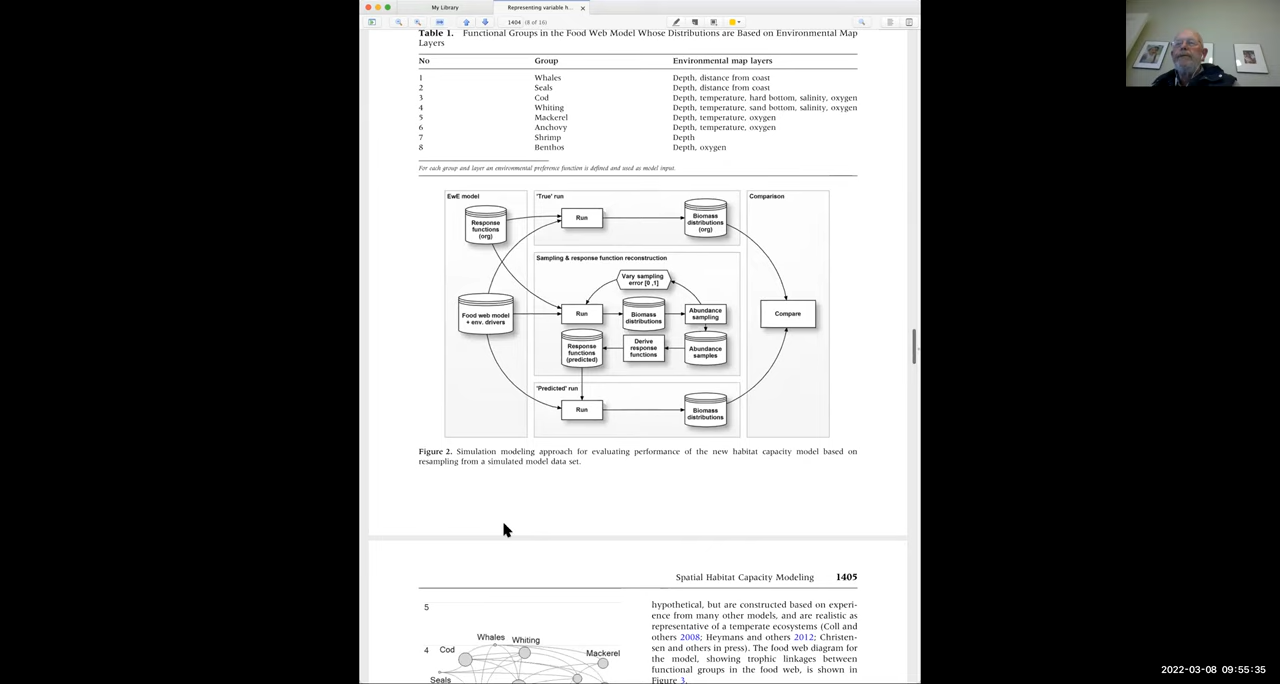 My Library
Representing variable h...
1404 (8 of 16)
Table 1. Functional Groups in the Food Web Model Whose Distributions are Based on Environmental Map
Layers
No Group Environmental map layers
1 Whales Depth, distance from coast
2 Seals Depth, distance from coast
3 Cod Depth, temperature, hard bottom, salinity, oxygen
4 Whiting Depth, temperature, sand bottom, salinity, oxygen
5 Mackerel Depth, temperature, oxygen
6 Anchovy Depth, temperature, oxygen
7 Shrimp Depth
8 Benthos Depth, oxygen
For each group and layer an environmental preference function is defined and used as model input.
EwE model
'True' run
Comparison
Response
functions
(org)
Run
Biomass
distributions
(org)
Sampling & response function reconstruction
Vary sampling
error [0 ,1]
Food web model
+ env. drivers
Run
Biomass
distributions
Abundance
sampling
Compare
Response
functions
(predicted)
Derive
response
functions
Abundance
samples
'Predicted' run
Run
Biomass
distributions
Figure 2. Simulation modeling approach for evaluating performance of the new habitat capacity model based on
resampling from a simulated model data set.
Spatial Habitat Capacity Modeling 1405
5
4
Whales
Whiting
Cod
Mackerel
Seals
hypothetical, but are constructed based on experi-
ence from many other models, and are realistic as
representative of a temperate ecosystems (Coll and
others 2008; Heymans and others 2012; Christen-
sen and others in press). The food web diagram for
the model, showing trophic linkages between
functional groups in the food web, is shown in
Figure 3.
2022-03-08 09:55:35